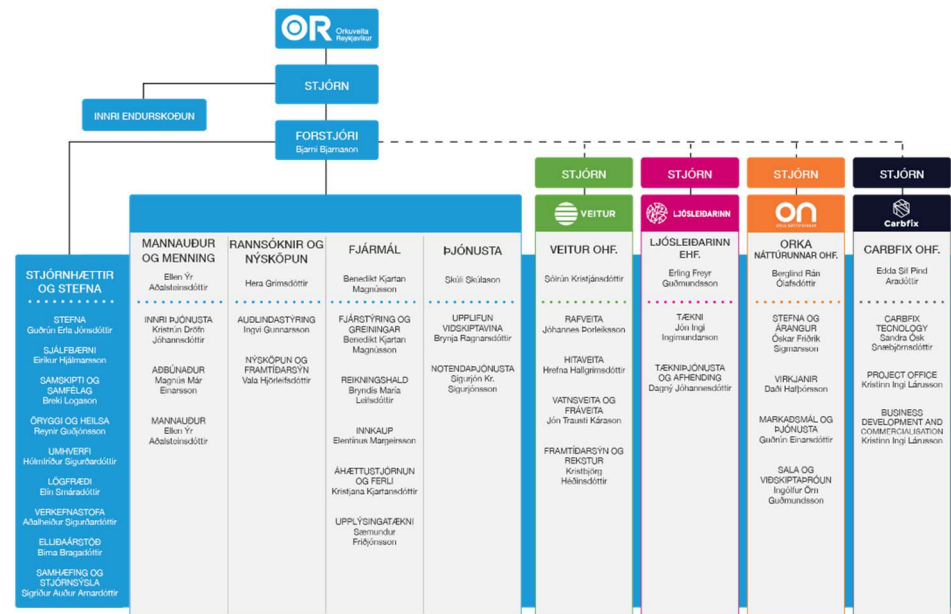 OR Orkuveita
Reykjavíkur
STJÓRN
INNRI ENDURSKOÐUN
FORSTJÓRI
Bjarni Bjarnason
STJÓRNHÆTTIR
OG STEFNA
STEFNA
Guðrún Erla Jónsdóttir
SJÁLFBÆRNI
Eiríkur Hjálmarsson
SAMSKIPTI OG
SAMFÉLAG
Breki Logason
ÖRYGGI OG HEILSA
Reynir Guðjónsson
UMHVERFI
Hólmfríður Sigurðardóttir
LÖGFRÆÐI
Elín Smáradóttir
VERKEFNASTOFA
Aðalheiður Sigurðardóttir
ELLIÐAÁRSTÖÐ
Birna Bragadóttir
SAMHÆFING OG
STJÓRNSÝSLA
Sigríður Auður Arnardóttir
MANNAUÐUR
OG MENNING
Ellen Ýr
Aðalsteinsdóttir
INNRI ÞJÓNUSTA
Kristrún Dröfn
Jóhannsdóttir
AÐBÚNAÐUR
Magnús Már
Einarsson
MANNAUÐUR
Ellen Ýr
Aðalsteinsdóttir
RANNSÓKNIR OG
NÝSKÖPUN
Hera Grímsdóttir
AUÐLINDASTÝRING
Ingvi Gunnarsson
NÝSKÖPUN OG
FRAMTÍÐARSÝN
Vala Hjörleifsdóttir
FJÁRMÁL
Benedikt Kjartan
Magnússon
FJÁRSTÝRING OG
GREININGAR
Benedikt Kjartan
Magnússon
REIKNINGSHALD
Bryndís María
Leifsdóttir
INNKAUP
Elentínus Margeirsson
ÁHÆTTUSTJÓRNUN
OG FERLI
Kristjana Kjartansdóttir
UPPLÝSINGATÆKNI
Sæmundur
Friðjónsson
ÞJÓNUSTA
Skúli Skúlason
UPPLIFUN
VIÐSKIPTAVINA
Brynja Ragnarsdóttir
NOTENDAÞJÓNUSTA
Sigurjón Kr.
Sigurjónsson
STJÓRN
VEITUR
VEITUR OHF.
Sólrún Kristjánsdóttir
RAFVEITA
Jóhannes Þorleiksson
HITAVEITA
Hrefna Hallgrímsdóttir
VATNSVEITA OG
FRÁVEITA
Jón Trausti Kárason
FRAMTÍÐARSÝN OG
REKSTUR
Kristbjörg
Héðinsdóttir
STJÓRN
LJÓSLEIÐARINN
LJÓSLEIÐARINN
EHF.
Erling Freyr
Guðmundsson
TÆKNI
Jón Ingi
Ingimundarson
TÆKNIÞJÓNUSTA
OG AFHENDING
Dagný Jóhannesdóttir
STJÓRN
ON
ORKA
NÁTTÚRUNNAR OHF.
Berglind Rán
Ólafsdóttir
STEFNA OG
ÁRANGUR
Óskar Friðrik
Sigmarsson
VIRKJANIR
Daði Hafþórsson
MARKAÐSMÁL OG
ÞJÓNUSTA
Guðrún Einarsdóttir
SALA OG
VIÐSKIPTAÞRÓUN
Ingólfur Örn
Guðmundsson
STJÓRN
Carbfix
CARBFIX OHF.
Edda Sif Pind
Aradóttir
CARBFIX
TECNOLOGY
Sandra Ósk
Snæbjörnsdóttir
PROJECT OFFICE
Kristinn Ingi Lárusson
BUSINESS
DEVELOPMENT AND
COMMERCIALISATION
Kristinn Ingi Lárusson